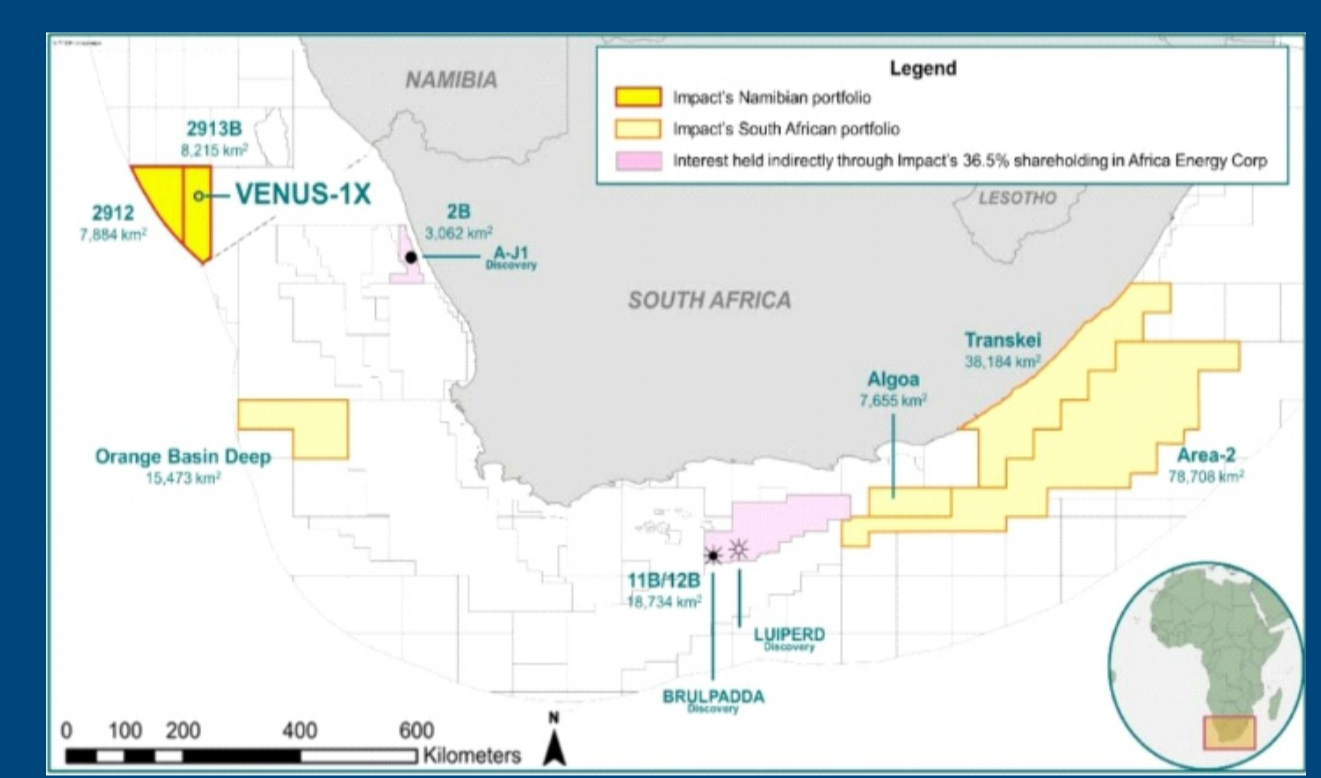 NAMIBIA
Legend
Impact's Namibian portfolio
Impact's South African portfolio
Interest held indirectly through Impact's 36.5% shareholding in Africa Energy Corp
2913B
8,215 km²
VENUS-1X
2912
7,884 km²
2B
3,062 km²
A-J1
Discovery
LESOTHO
SOUTH AFRICA
Transkei
38,184 km²
Algoa
7,655 km²
Orange Basin Deep
15,473 km²
Area-2
78,708 km²
11B/12B
18,734 km²
LUIPERD
Discovery
BRULPADDA
Discovery
0 100 200 400 600
Kilometers
N